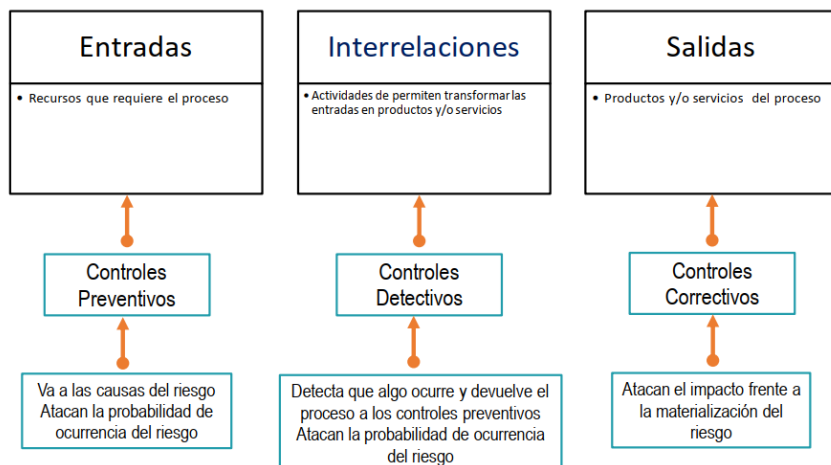 Entradas
• Recursos que requiere el proceso
Interrelaciones
• Actividades de permiten transformar las
entradas en productos y/o servicios
Salidas
• Productos y/o servicios del proceso
Controles
Preventivos
Controles
Detectivos
Controles
Correctivos
Va a las causas del riesgo
Atacan la probabilidad de
ocurrencia del riesgo
Detecta que algo ocurre y devuelve el
proceso a los controles preventivos
Atacan la probabilidad de ocurrencia
del riesgo
Atacan el impacto frente a
la materialización del
riesgo